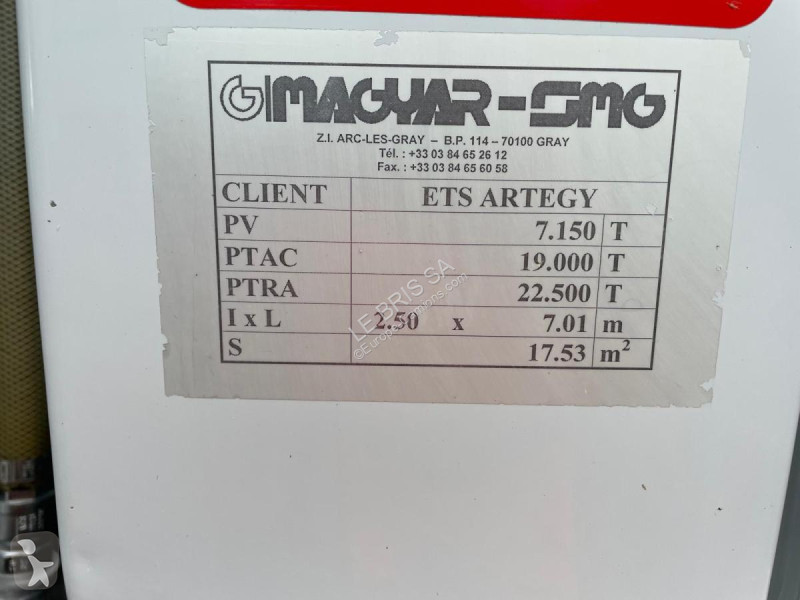 MAGYAR-SMG
Z.I. ARC-LES-GRAY – B.P. 114 – 70100 GRAY
Tél. : +33 03 84 65 26 12
Fax. : +33 03 84 65 60 58
CLIENT ETS ARTEGY
PV 7.150 T
PTAC 19.000 T
PTRA 22.500 T
I x L 2.50 x 7.01 m
S 17.53 m²
LE BRIS SA